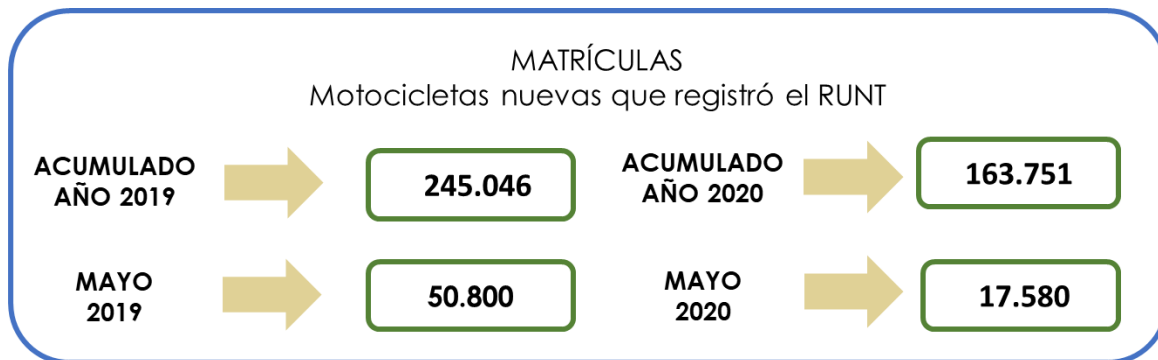 MATRÍCULAS
Motocicletas nuevas que registró el RUNT
ACUMULADO
AÑO 2019
245.046
ACUMULADO
AÑO 2020
163.751
MAYO
2019
50.800
MAYO
2020
17.580